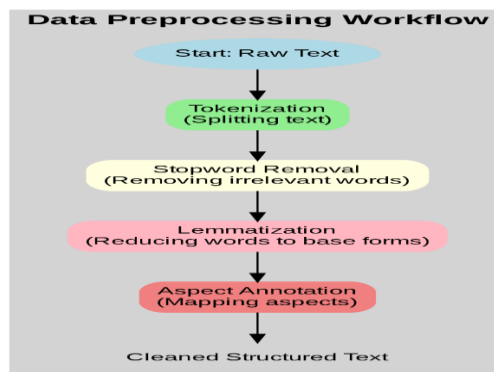 Data Preprocessing Workflow
Start: Raw Text
Tokenization
(Splitting text)
Stopword Removal
(Removing irrelevant words)
Lemmatization
(Reducing words to base forms)
Aspect Annotation
(Mapping aspects)
Cleaned Structured Text